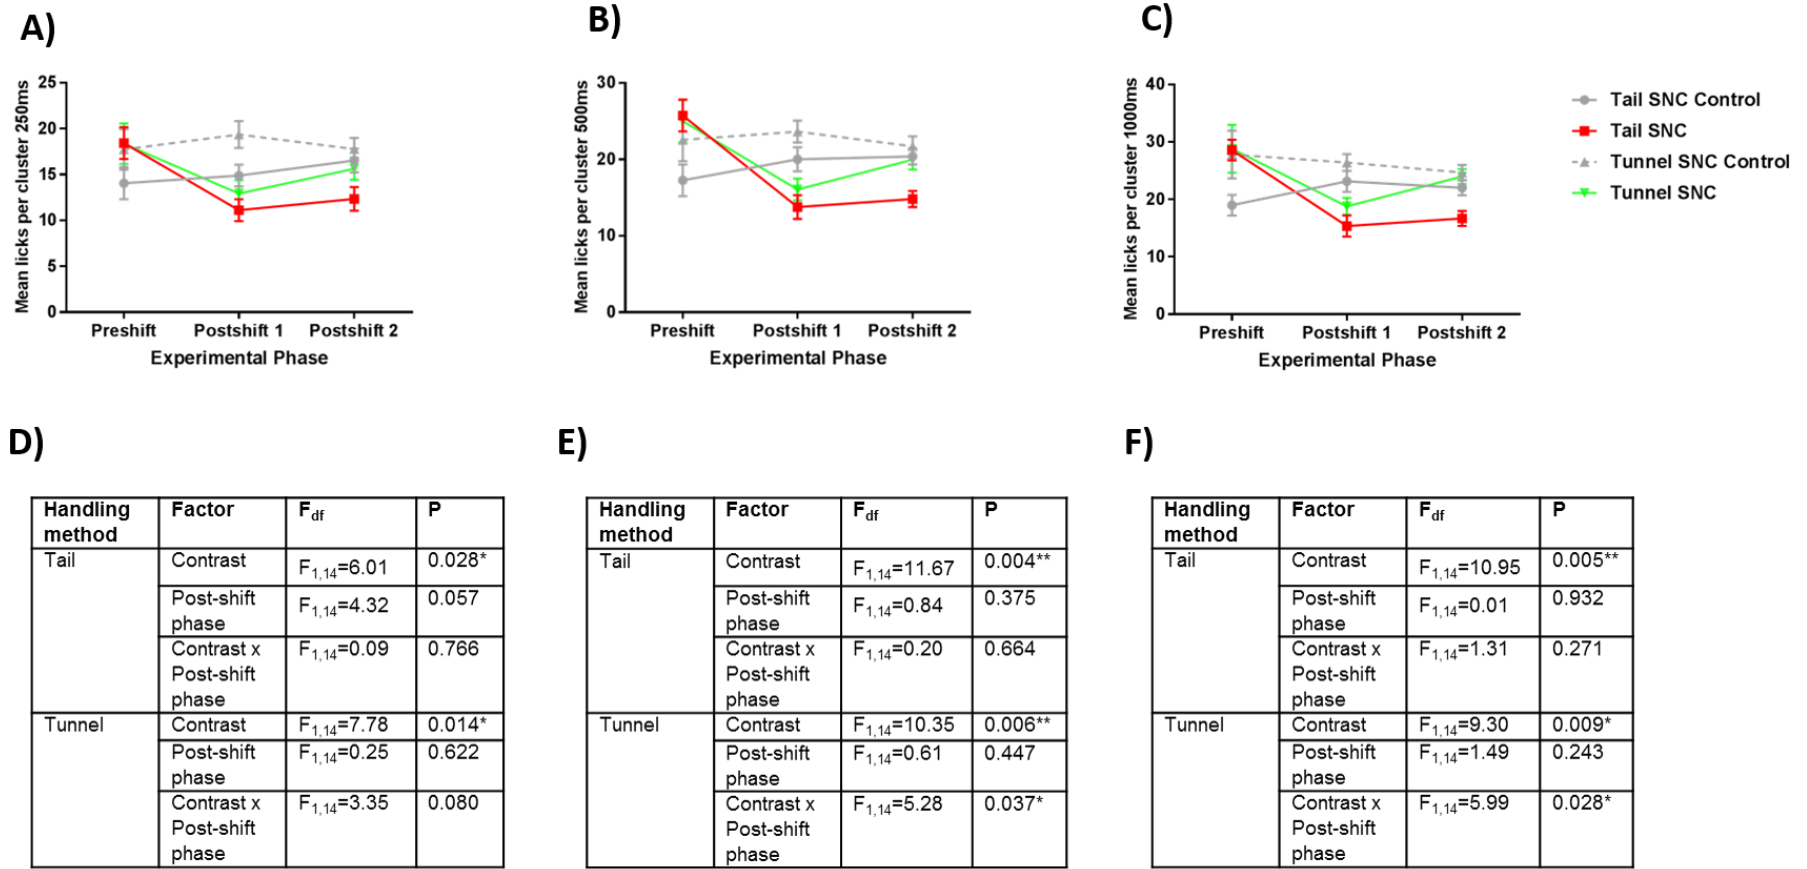 A)
B)
C)
Mean licks per cluster 250ms
25
20
15
10
5
0
Preshift
Postshift 1
Postshift 2
Experimental Phase
Mean licks per cluster 500ms
30
20
10
0
Preshift
Postshift 1
Postshift 2
Experimental Phase
Mean licks per cluster 1000ms
40
30
20
10
0
Preshift
Postshift 1
Postshift 2
Experimental Phase
Tail SNC Control
Tail SNC
Tunnel SNC Control
Tunnel SNC
D)
Handling method
Factor
Fdf
P
Tail
Contrast
F1,14=6.01
0.028*
Post-shift phase
F1,14=4.32
0.057
Contrast x Post-shift phase
F1,14=0.09
0.766
Tunnel
Contrast
F1,14=7.78
0.014*
Post-shift phase
F1,14=0.25
0.622
Contrast x Post-shift phase
F1,14=3.35
0.080
E)
Handling method
Factor
Fdf
P
Tail
Contrast
F1,14=11.67
0.004**
Post-shift phase
F1,14=0.84
0.375
Contrast x Post-shift phase
F1,14=0.20
0.664
Tunnel
Contrast
F1,14=10.35
0.006**
Post-shift phase
F1,14=0.61
0.447
Contrast x Post-shift phase
F1,14=5.28
0.037*
F)
Handling method
Factor
Fdf
P
Tail
Contrast
F1,14=10.95
0.005**
Post-shift phase
F1,14=0.01
0.932
Contrast x Post-shift phase
F1,14=1.31
0.271
Tunnel
Contrast
F1,14=9.30
0.009*
Post-shift phase
F1,14=1.49
0.243
Contrast x Post-shift phase
F1,14=5.99
0.028*